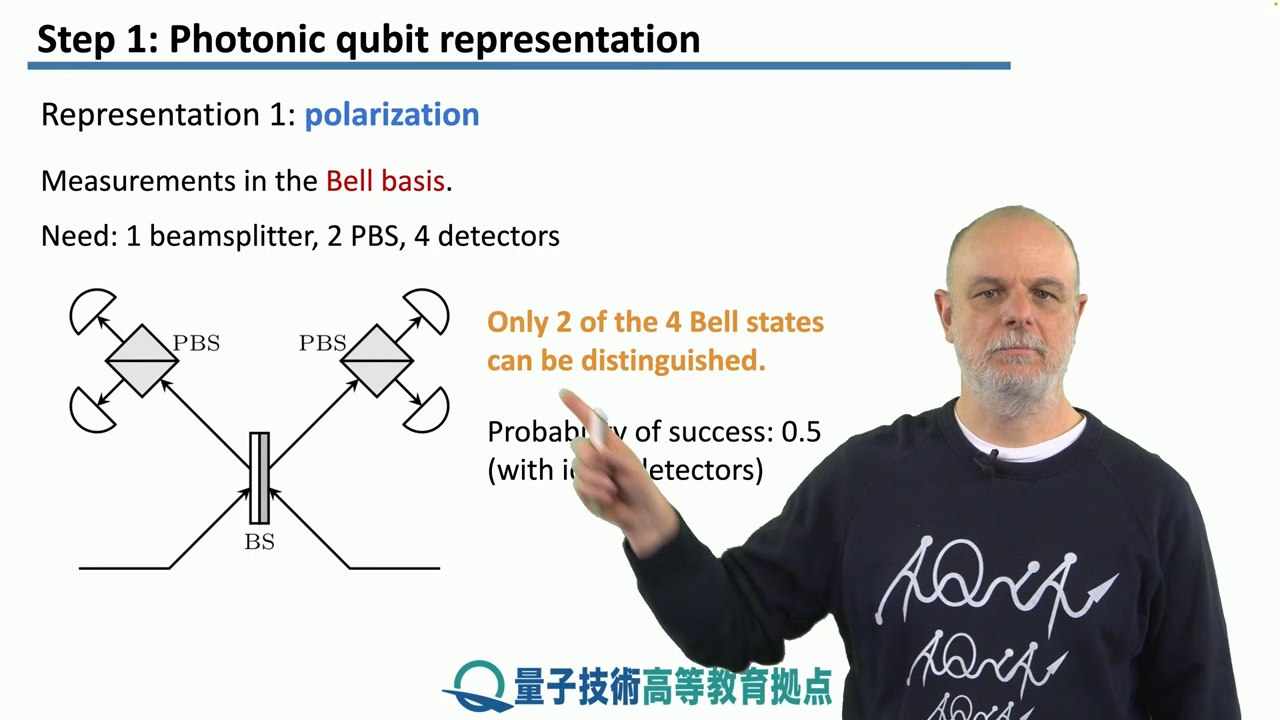 Step 1: Photonic qubit representation
Representation 1: polarization
Measurements in the Bell basis.
Need: 1 beamsplitter, 2 PBS, 4 detectors
PBS
PBS
Only 2 of the 4 Bell states
can be distinguished.
Probability of success: 0.5
(with detectors)
BS
量子技術高等教育拠点